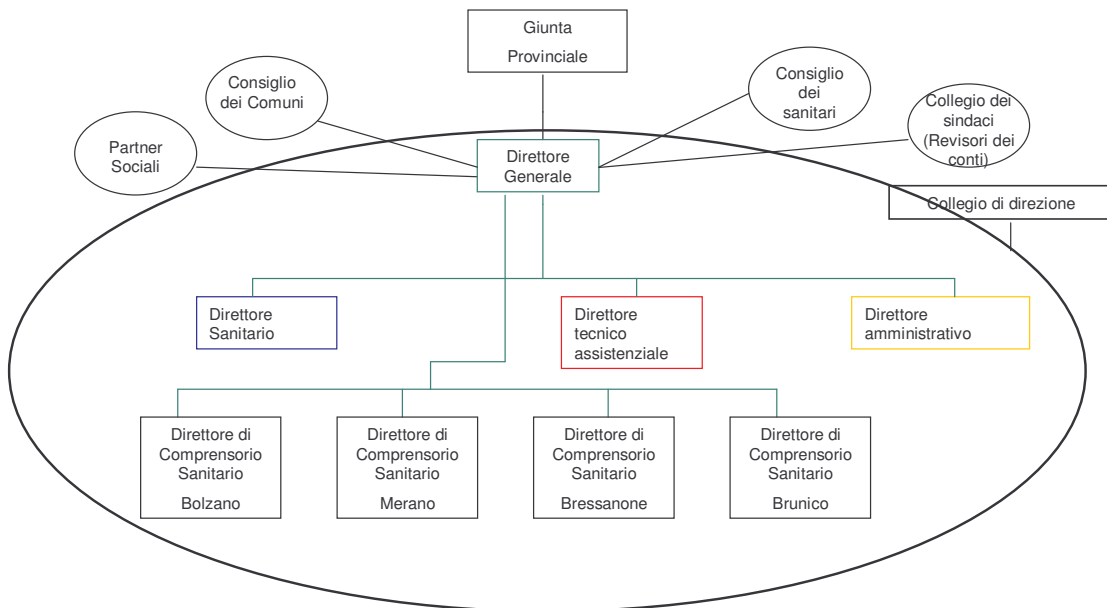 Giunta
Provinciale
Consiglio
dei Comuni
Consiglio
dei
sanitari
Collegio dei
sindaci
(Revisori dei
conti)
Partner
Sociali
Direttore
Generale
Collegio di direzione
Direttore
Sanitario
Direttore
tecnico
assistenziale
Direttore
amministrativo
Direttore di
Comprensorio
Sanitario
Bolzano
Direttore di
Comprensorio
Sanitario
Merano
Direttore di
Comprensorio
Sanitario
Bressanone
Direttore di
Comprensorio
Sanitario
Brunico